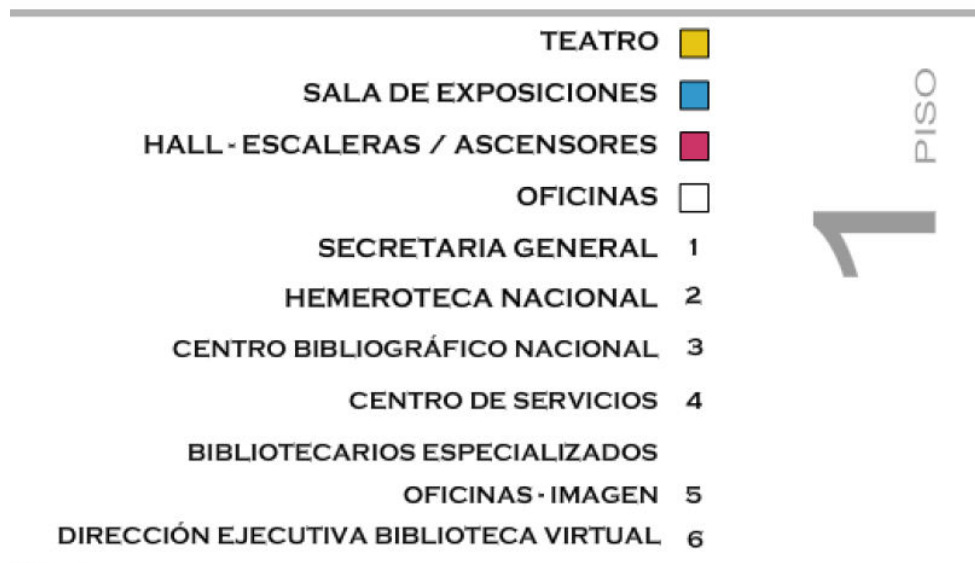 TEATRO
SALA DE EXPOSICIONES
HALL - ESCALERAS / ASCENSORES
OFICINAS
SECRETARIA GENERAL 1
HEMEROTECA NACIONAL 2
CENTRO BIBLIOGRÁFICO NACIONAL 3
CENTRO DE SERVICIOS 4
BIBLIOTECARIOS ESPECIALIZADOS
OFICINAS - IMAGEN 5
DIRECCIÓN EJECUTIVA BIBLIOTECA VIRTUAL 6
1 PISO